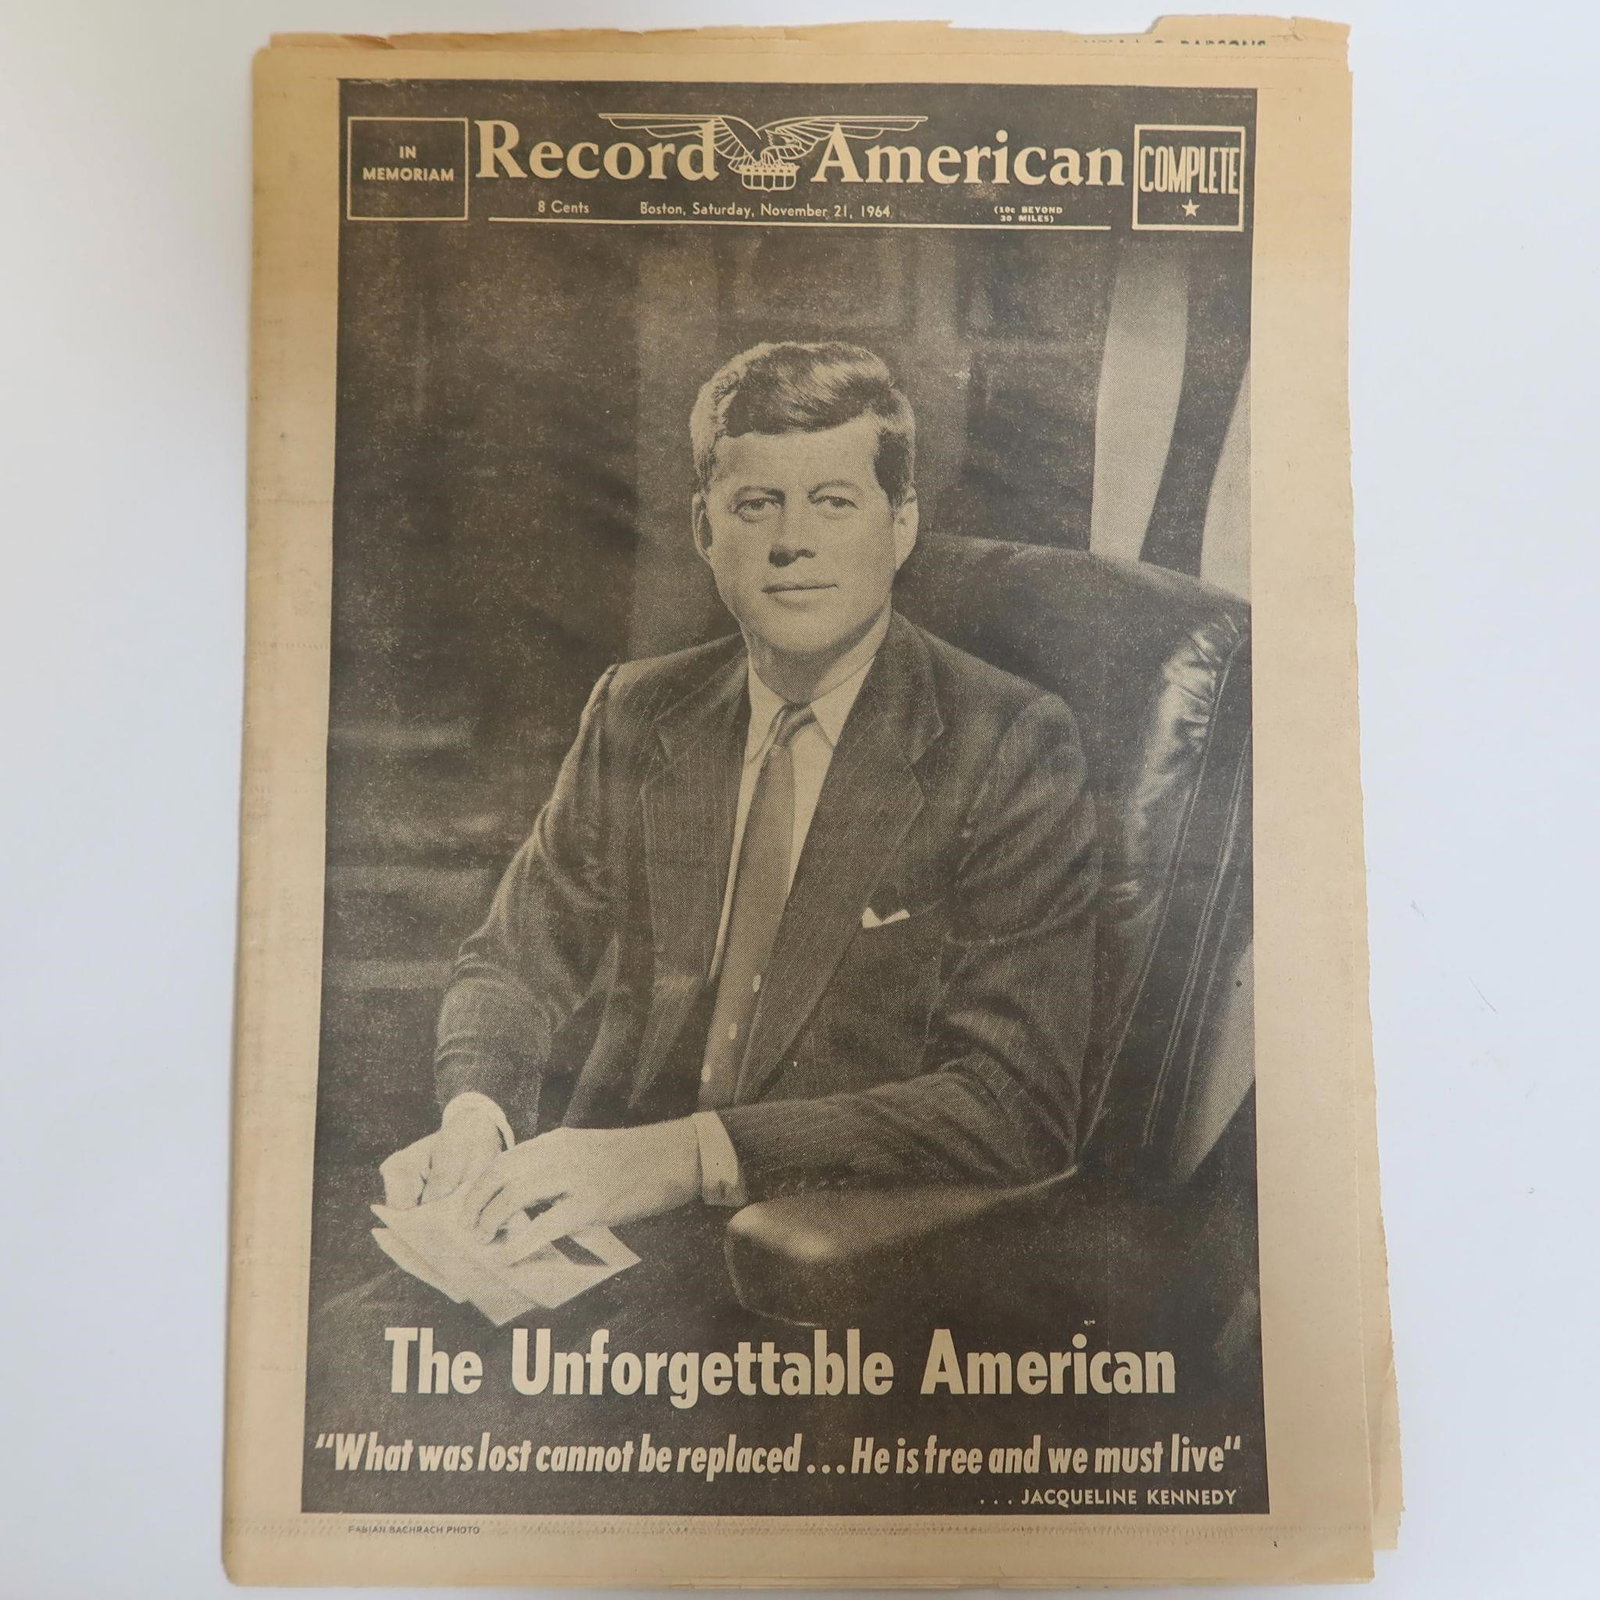 IN
MEMORIAM
Record American
COMPLETE
8 Cents Boston, Saturday, November 21, 1964 (10c BEYOND
30 MILES)
The Unforgettable American
"What was lost cannot be replaced ... He is free and we must live"
... JACQUELINE KENNEDY
FABIAN BACHRACH PHOTO